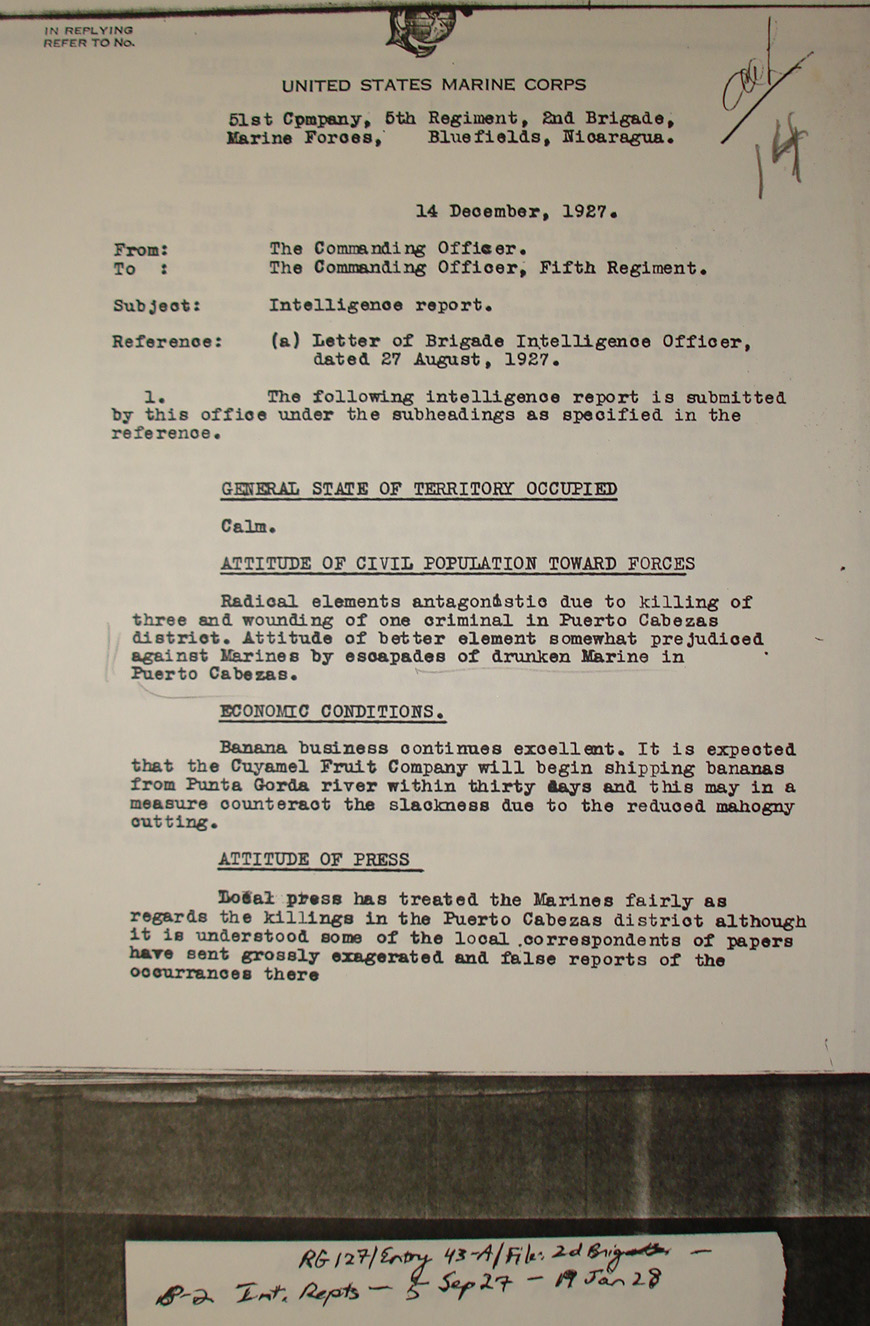 IN REPLYING
REFER TO NO.
UNITED STATES MARINE CORPS
51st Cpmpany, 5th Regiment, 2nd Brigade,
Marine Forces, Bluefields, Nicaragua.
14
14 December, 1927.
From: The Commanding Officer.
To : The Commanding Officer, Fifth Regiment.
Subject: Intelligence report.
Reference: (a) Letter of Brigade Intelligence Officer,
dated 27 August, 1927.
1. The following intelligence report is submitted
by this office under the subheadings as specified in the
reference.
GENERAL STATE OF TERRITORY OCCUPIED
Calm.
ATTITUDE OF CIVIL POPULATION TOWARD FORCES
Radical elements antagonistic due to killing of
three and wounding of one criminal in Puerto Cabezas
district. Attitude of better element somewhat prejudiced
against Marines by escapades of drunken Marine in
Puerto Cabezas.
ECONOMIC CONDITIONS.
Banana business continues excellent. It is expected
that the Cuyamel Fruit Company will begin shipping bananas
from Punta Gorda river within thirty days and this may in a
measure counteract the slackness due to the reduced mahogny
cutting.
ATTITUDE OF PRESS
Local press has treated the Marines fairly as
regards the killings in the Puerto Cabezas district although
it is understood some of the local .correspondents of papers
have sent grossly exagerated and false reports of the
occurrances there
RG127/Entry 43-A/File: 2d Brigade —
B-2 Int. Repts — 5 Sep 27 — 19 Jan 28